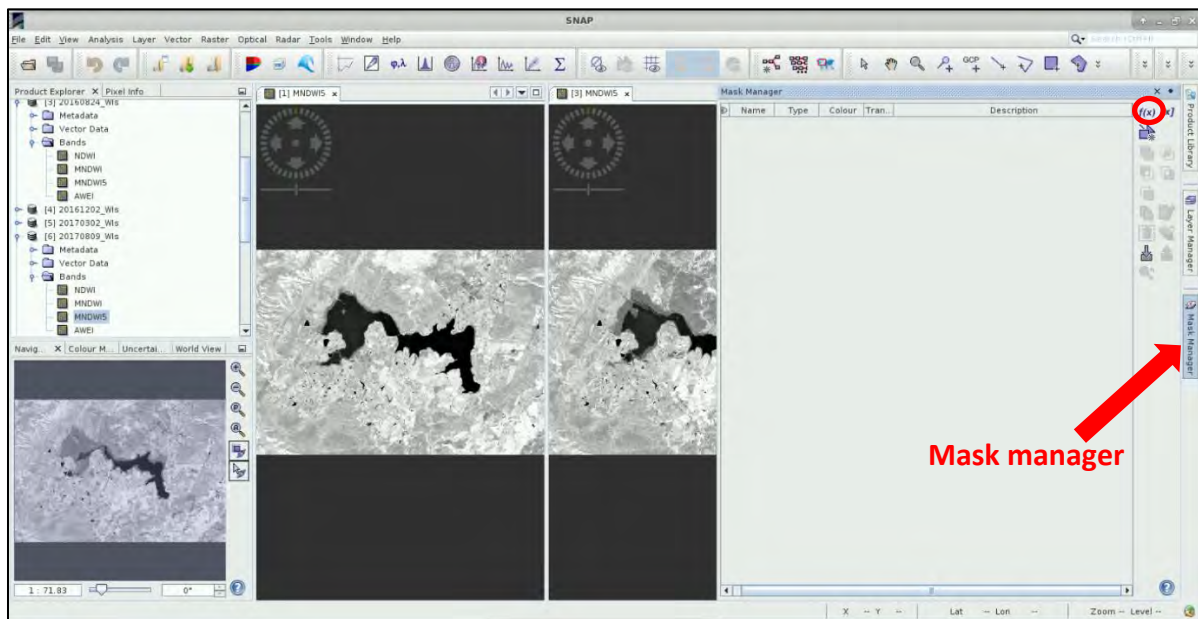 SNAP
File Edit View Analysis Layer Vector Raster Optical Radar Tools Window Help
φ,λ Σ GCP
Product Explorer X Pixel Info
[1] MNDWI5 x
[3] MNDWI5 x
Mask Manager
Name Type Colour Tran... Description
f(x)
[3] 20160824_WIs
Metadata
Vector Data
Bands
NDWI
MNDWI
MNDWI5
AWEI
[4] 20161202_WIs
[5] 20170302_WIs
[6] 20170809_WIs
Metadata
Vector Data
Bands
NDWI
MNDWI
MNDWI5
AWEI
Navig... X Colour M... Uncertai... World View
1 : 71.83 0°
Product Library
Layer Manager
Mask Manager
Mask manager
X -- Y -- Lat -- Lon -- Zoom -- Level --